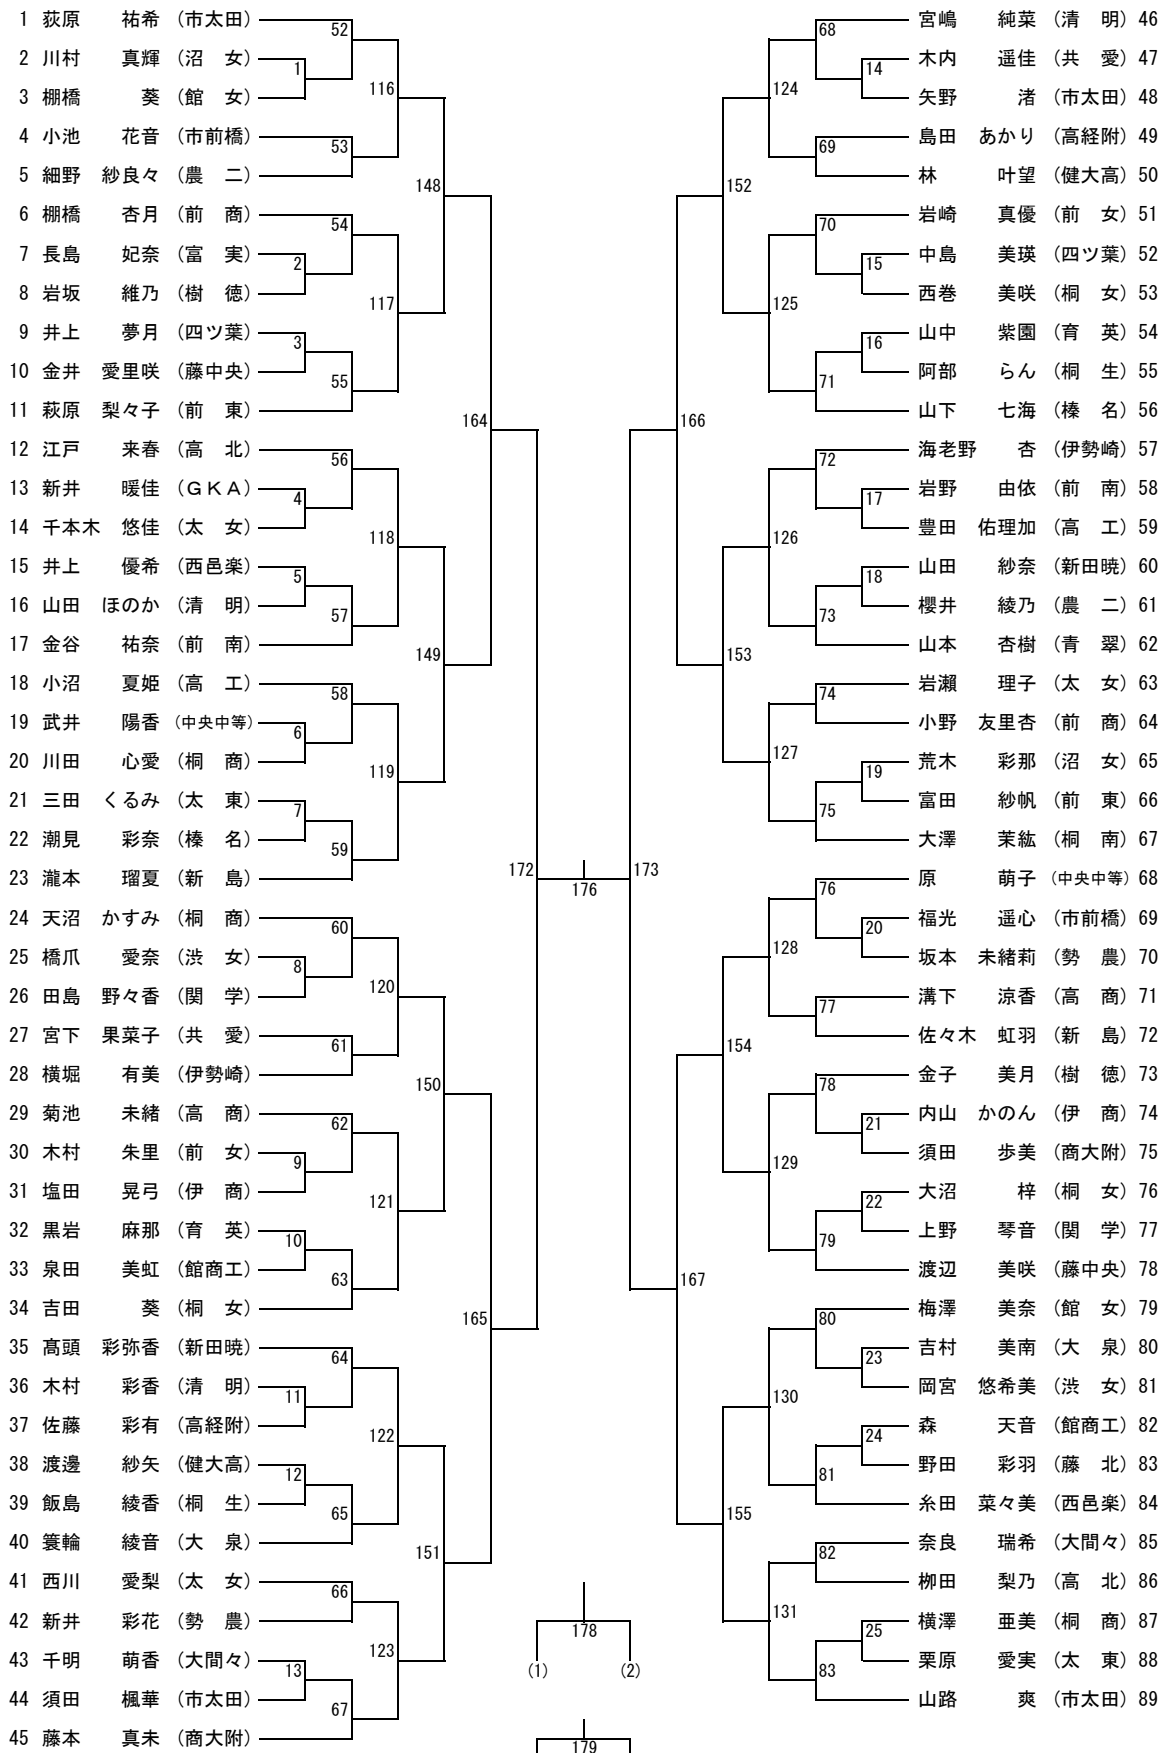 1 荻原　祐希 (市太田)
2 川村　真輝 (沼　女)
3 棚橋　葵 (館　女)
4 小池　花音 (市前橋)
5 細野　紗良々 (農　二)
6 棚橋　杏月 (前　商)
7 長島　妃奈 (富　実)
8 岩坂　維乃 (樹　徳)
9 井上　夢月 (四ツ葉)
10 金井　愛里咲 (藤中央)
11 萩原　梨々子 (前　東)
12 江戸　来春 (高　北)
13 新井　暖佳 (ＧＫＡ)
14 千本木　悠佳 (太　女)
15 井上　優希 (西邑楽)
16 山田　ほのか (清　明)
17 金谷　祐奈 (前　南)
18 小沼　夏姫 (高　工)
19 武井　陽香 (中央中等)
20 川田　心愛 (桐　商)
21 三田　くるみ (太　東)
22 潮見　彩奈 (榛　名)
23 瀧本　瑠夏 (新　島)
24 天沼　かすみ (桐　商)
25 橋爪　愛奈 (渋　女)
26 田島　野々香 (関　学)
27 宮下　果菜子 (共　愛)
28 横堀　有美 (伊勢崎)
29 菊池　未緒 (高　商)
30 木村　朱里 (前　女)
31 塩田　晃弓 (伊　商)
32 黒岩　麻那 (育　英)
33 泉田　美虹 (館商工)
34 吉田　葵 (桐　女)
35 髙頭　彩弥香 (新田暁)
36 木村　彩香 (清　明)
37 佐藤　彩有 (高経附)
38 渡邊　紗矢 (健大高)
39 飯島　綾香 (桐　生)
40 簑輪　綾音 (大　泉)
41 西川　愛梨 (太　女)
42 新井　彩花 (勢　農)
43 千明　萌香 (大間々)
44 須田　楓華 (市太田)
45 藤本　真未 (商大附)
1
2
3
4
5
6
7
8
9
10
11
12
13
52
53
54
55
56
57
58
59
60
61
62
63
64
65
66
67
116
117
118
119
120
121
122
123
148
149
150
151
164
165
172
176
173
178
(1) (2)
179
166
167
152
153
154
155
124
125
126
127
128
129
130
131
68
69
70
71
72
73
74
75
76
77
78
79
80
81
82
83
14
15
16
17
18
19
20
21
22
23
24
25
宮嶋　純菜 (清　明) 46
木内　遥佳 (共　愛) 47
矢野　渚 (市太田) 48
島田　あかり (高経附) 49
林　叶望 (健大高) 50
岩崎　真優 (前　女) 51
中島　美瑛 (四ツ葉) 52
西巻　美咲 (桐　女) 53
山中　紫園 (育　英) 54
阿部　らん (桐　生) 55
山下　七海 (榛　名) 56
海老野　杏 (伊勢崎) 57
岩野　由依 (前　南) 58
豊田　佑理加 (高　工) 59
山田　紗奈 (新田暁) 60
櫻井　綾乃 (農　二) 61
山本　杏樹 (青　翠) 62
岩瀬　理子 (太　女) 63
小野　友里杏 (前　商) 64
荒木　彩那 (沼　女) 65
富田　紗帆 (前　東) 66
大澤　茉紘 (桐　南) 67
原　萌子 (中央中等) 68
福光　遥心 (市前橋) 69
坂本　未緒莉 (勢　農) 70
溝下　涼香 (高　商) 71
佐々木　虹羽 (新　島) 72
金子　美月 (樹　徳) 73
内山　かのん (伊　商) 74
須田　歩美 (商大附) 75
大沼　梓 (桐　女) 76
上野　琴音 (関　学) 77
渡辺　美咲 (藤中央) 78
梅澤　美奈 (館　女) 79
吉村　美南 (大　泉) 80
岡宮　悠希美 (渋　女) 81
森　天音 (館商工) 82
野田　彩羽 (藤　北) 83
糸田　菜々美 (西邑楽) 84
奈良　瑞希 (大間々) 85
栁田　梨乃 (高　北) 86
横澤　亜美 (桐　商) 87
栗原　愛実 (太　東) 88
山路　爽 (市太田) 89